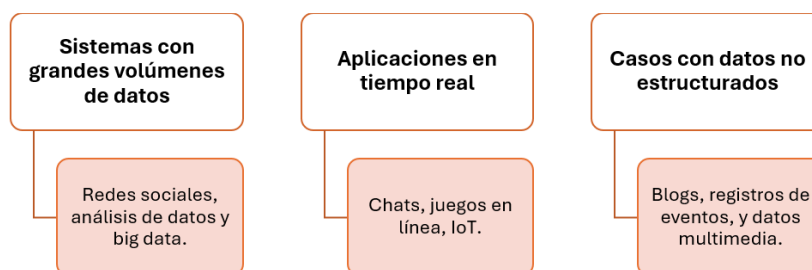 Sistemas con
grandes volúmenes
de datos
Redes sociales,
análisis de datos y
big data.
Aplicaciones en
tiempo real
Chats, juegos en
línea, IoT.
Casos con datos no
estructurados
Blogs, registros de
eventos, y datos
multimedia.